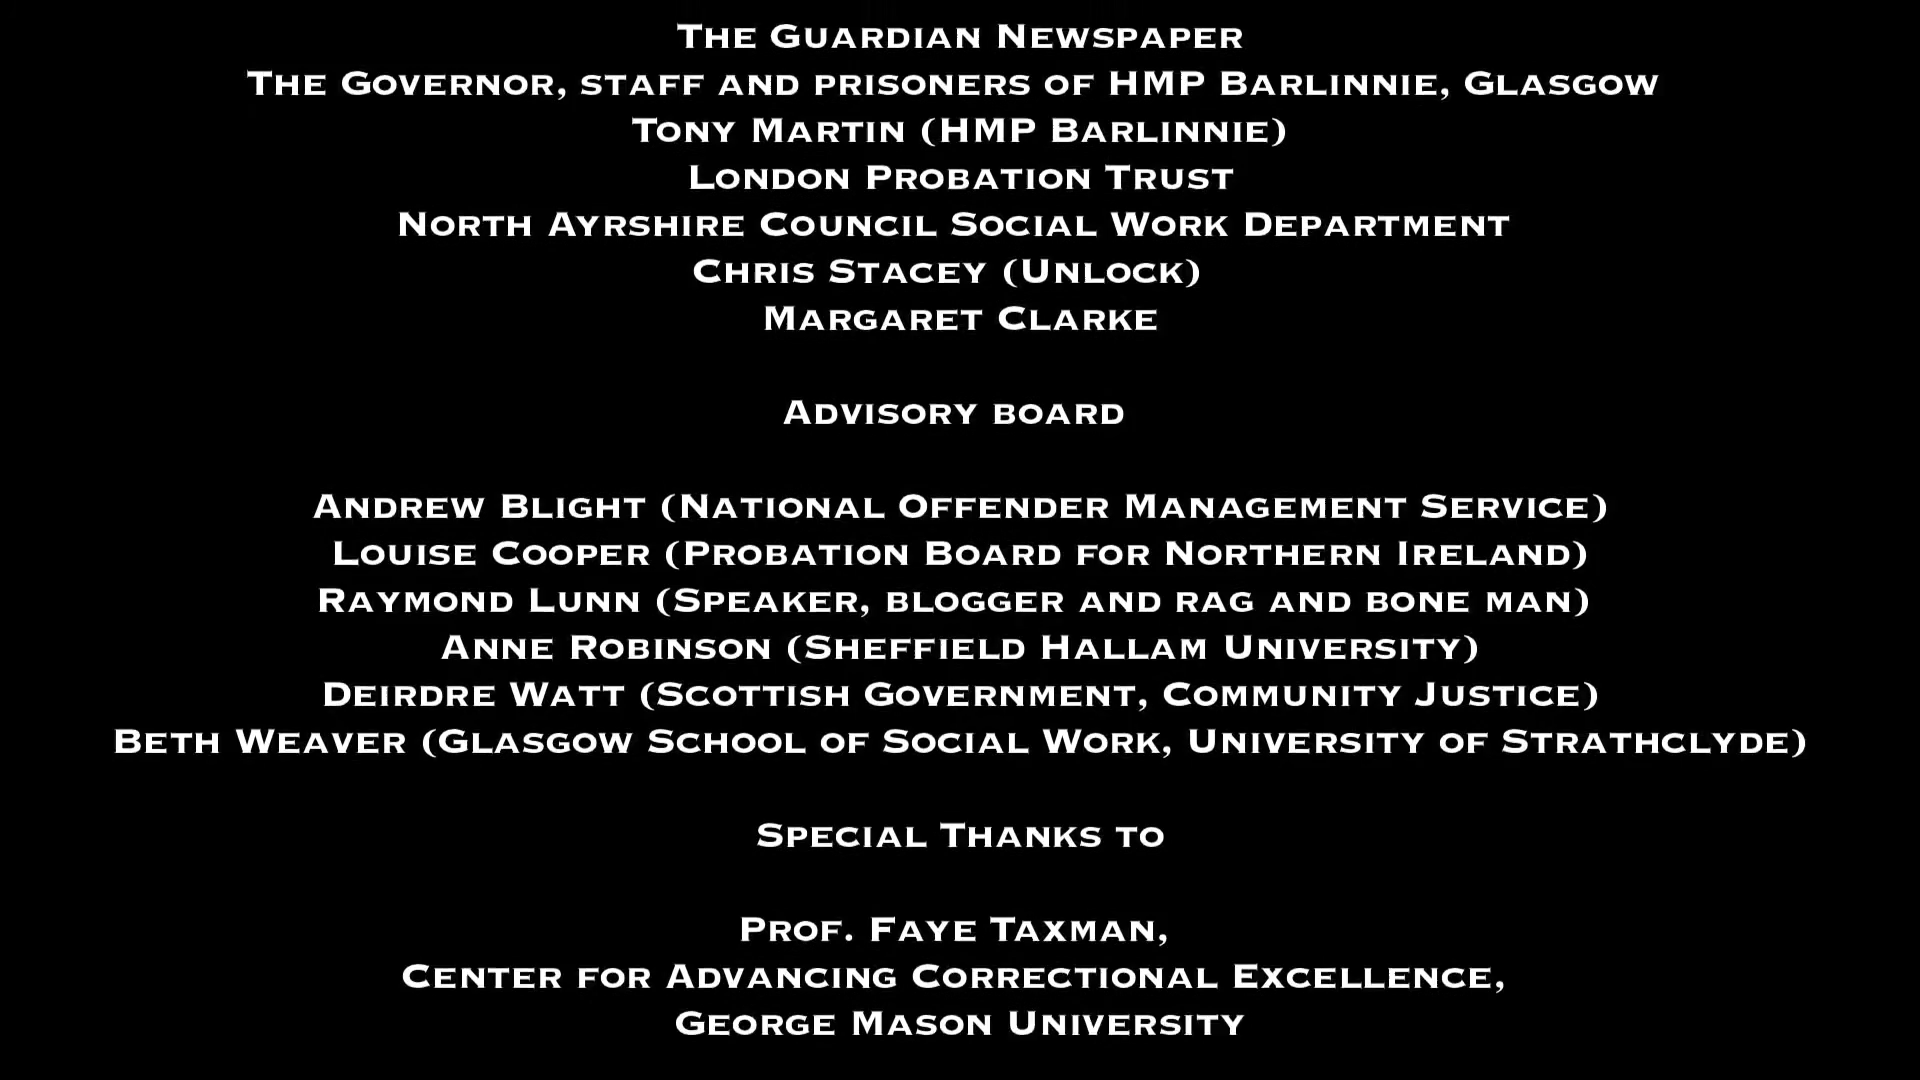 The Guardian Newspaper
The Governor, staff and prisoners of HMP Barlinnie, Glasgow
Tony Martin (HMP Barlinnie)
London Probation Trust
North Ayrshire Council Social Work Department
Chris Stacey (Unlock)
Margaret Clarke
Advisory board
Andrew Blight (National Offender Management Service)
Louise Cooper (Probation Board for Northern Ireland)
Raymond Lunn (Speaker, blogger and rag and bone man)
Anne Robinson (Sheffield Hallam University)
Deirdre Watt (Scottish Government, Community Justice)
Beth Weaver (Glasgow School of Social Work, University of Strathclyde)
Special Thanks to
Prof. Faye Taxman,
Center for Advancing Correctional Excellence,
George Mason University